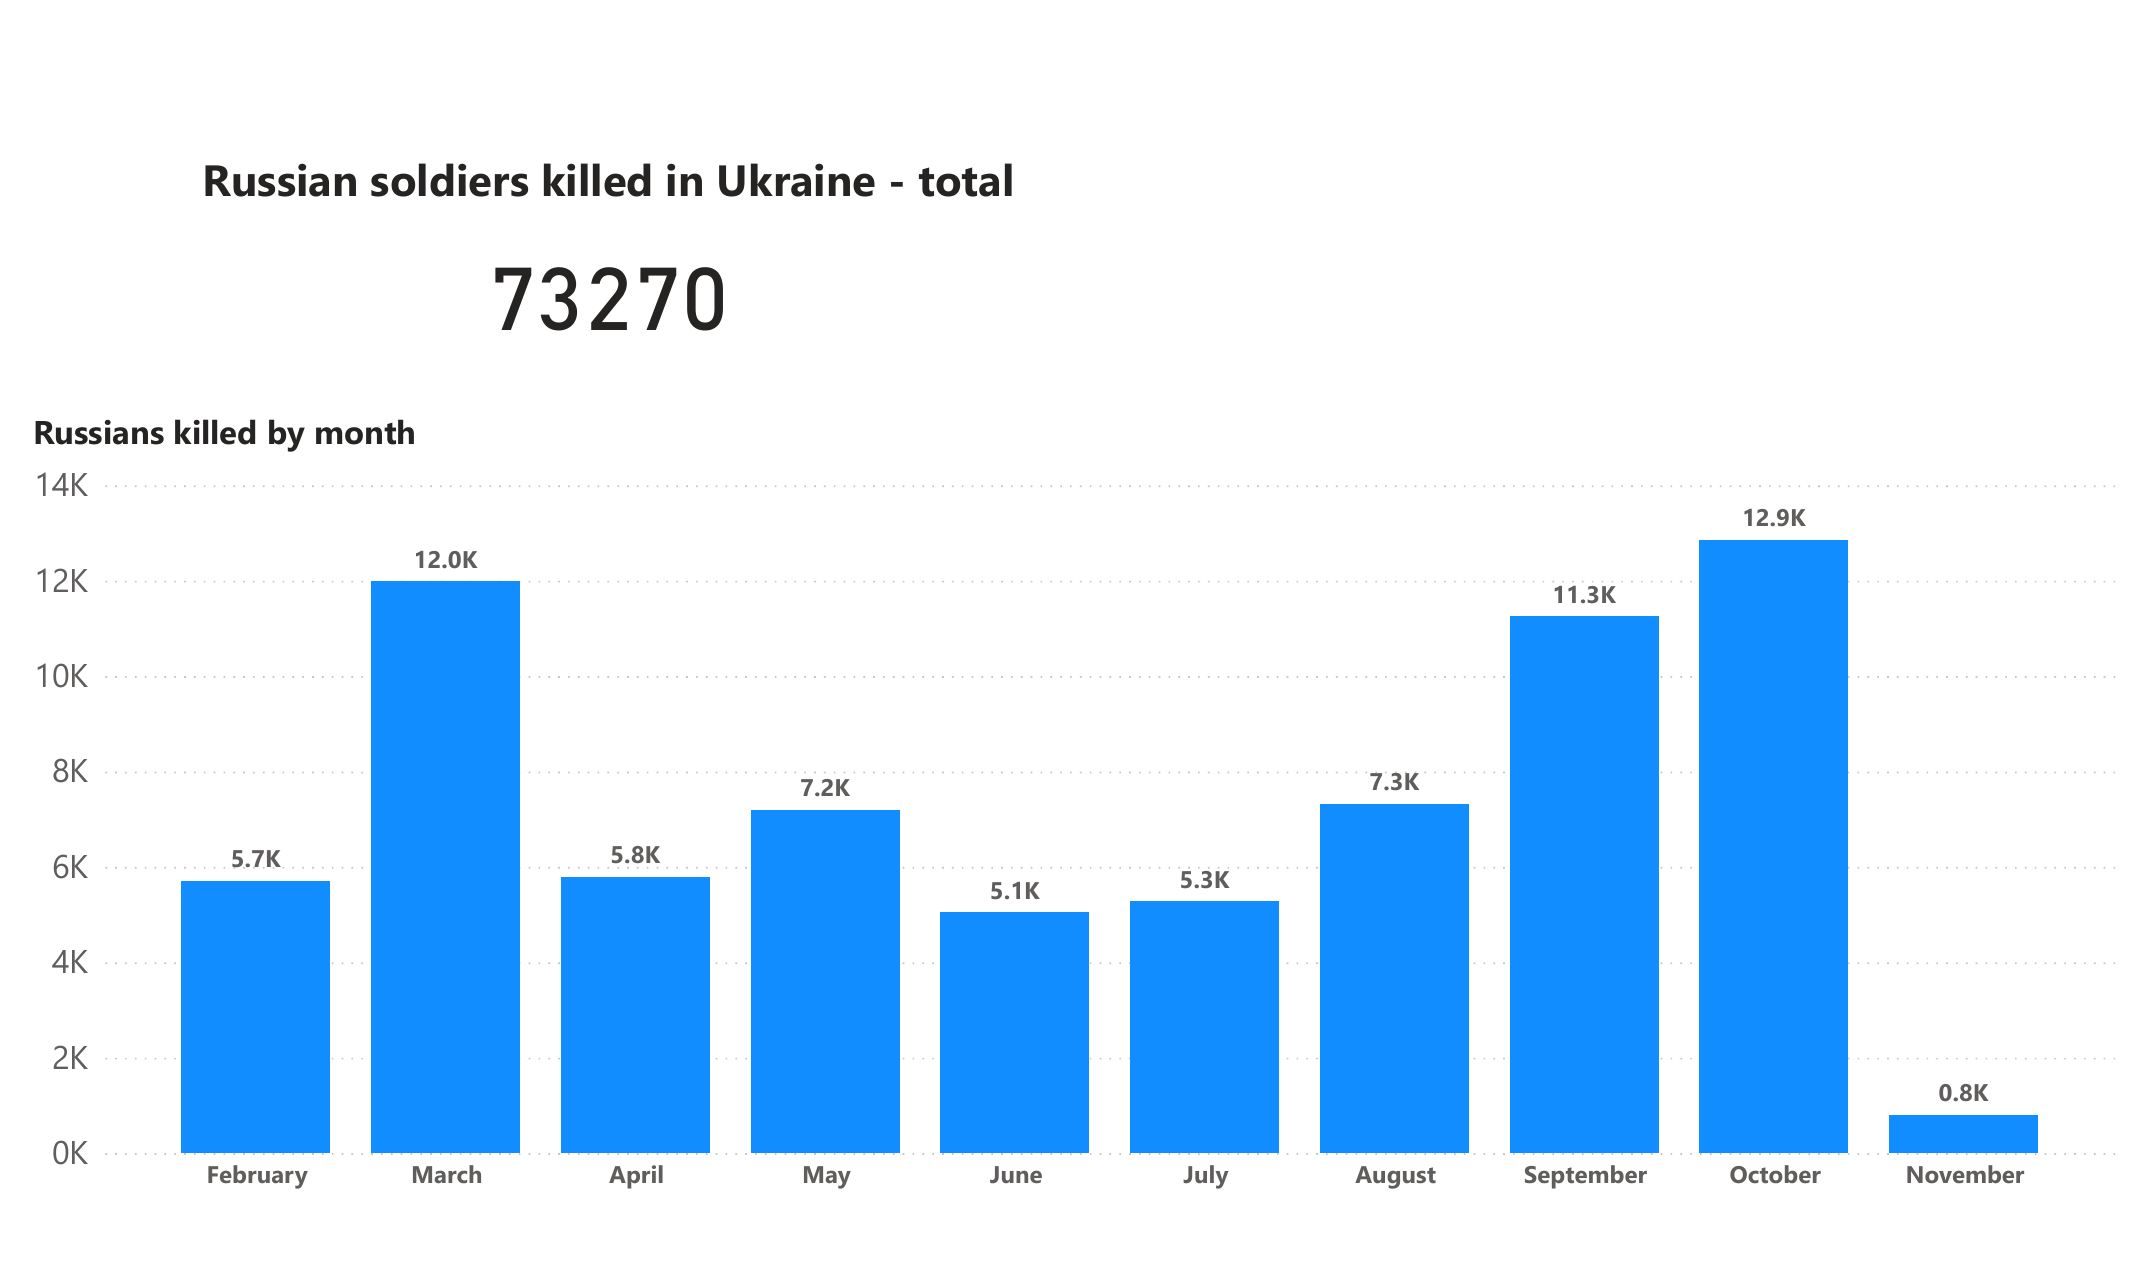 Russian soldiers killed in Ukraine - total
73270
Russians killed by month
14K
12.9K
12K
12.0K
11.3K
10K
8K
7.2K
7.3K
6K
5.7K
5.8K
5.1K
5.3K
4K
2K
0.8K
0K
February March April May June July August September October November